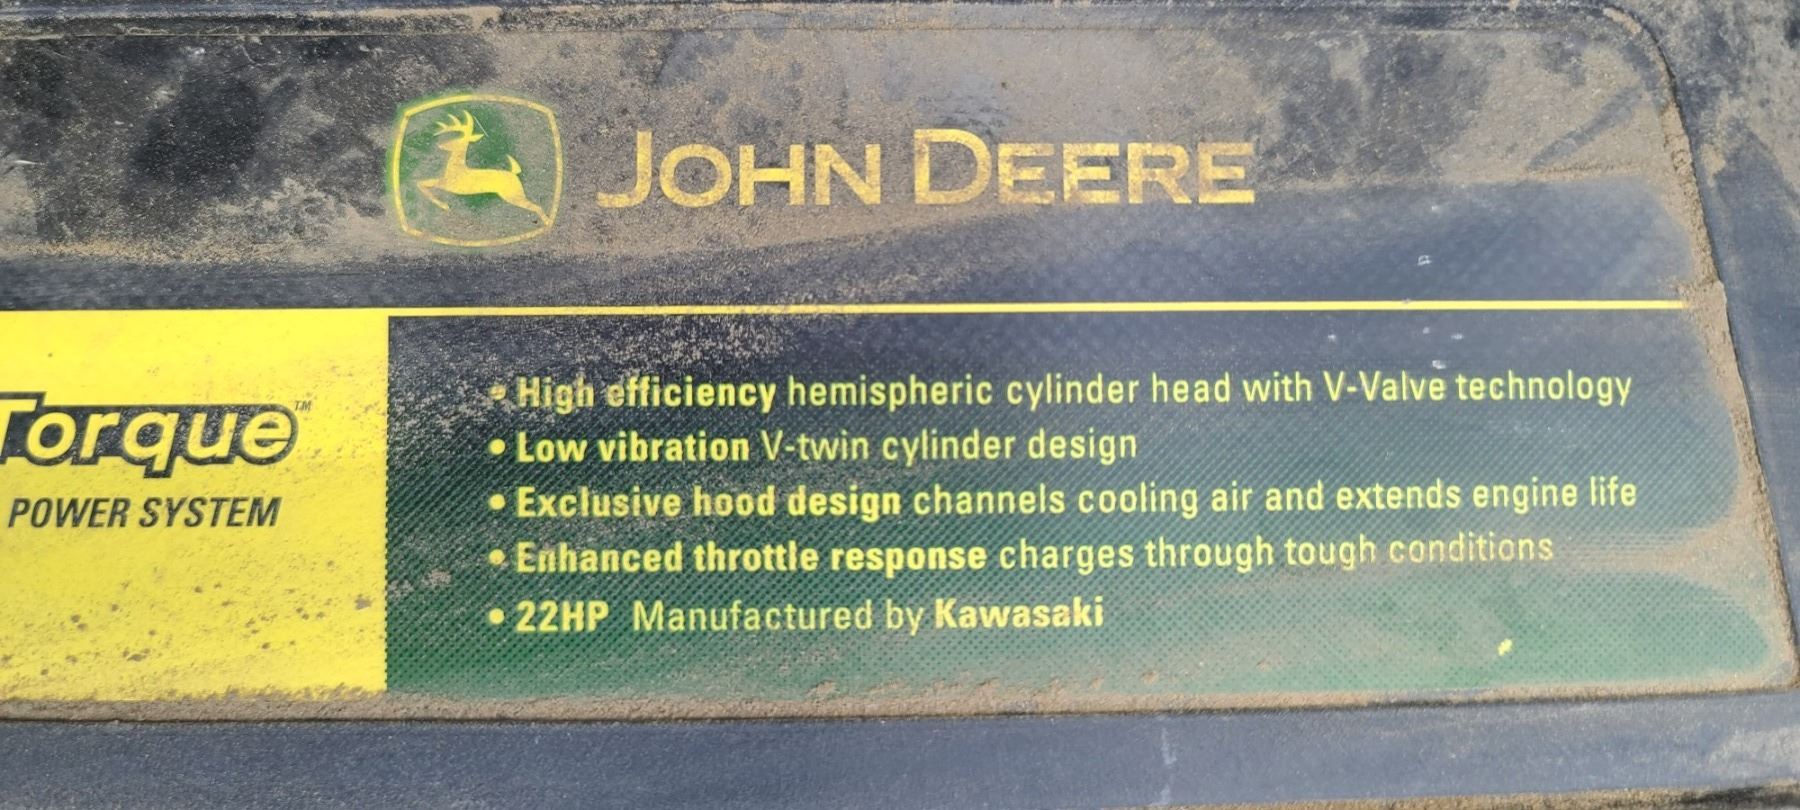 JOHN DEERE
Torque™
POWER SYSTEM
• High efficiency hemispheric cylinder head with V-Valve technology
• Low vibration V-twin cylinder design
• Exclusive hood design channels cooling air and extends engine life
• Enhanced throttle response charges through tough conditions
• 22HP Manufactured by Kawasaki